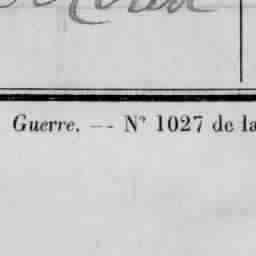 Guerre. — N° 1027 de la